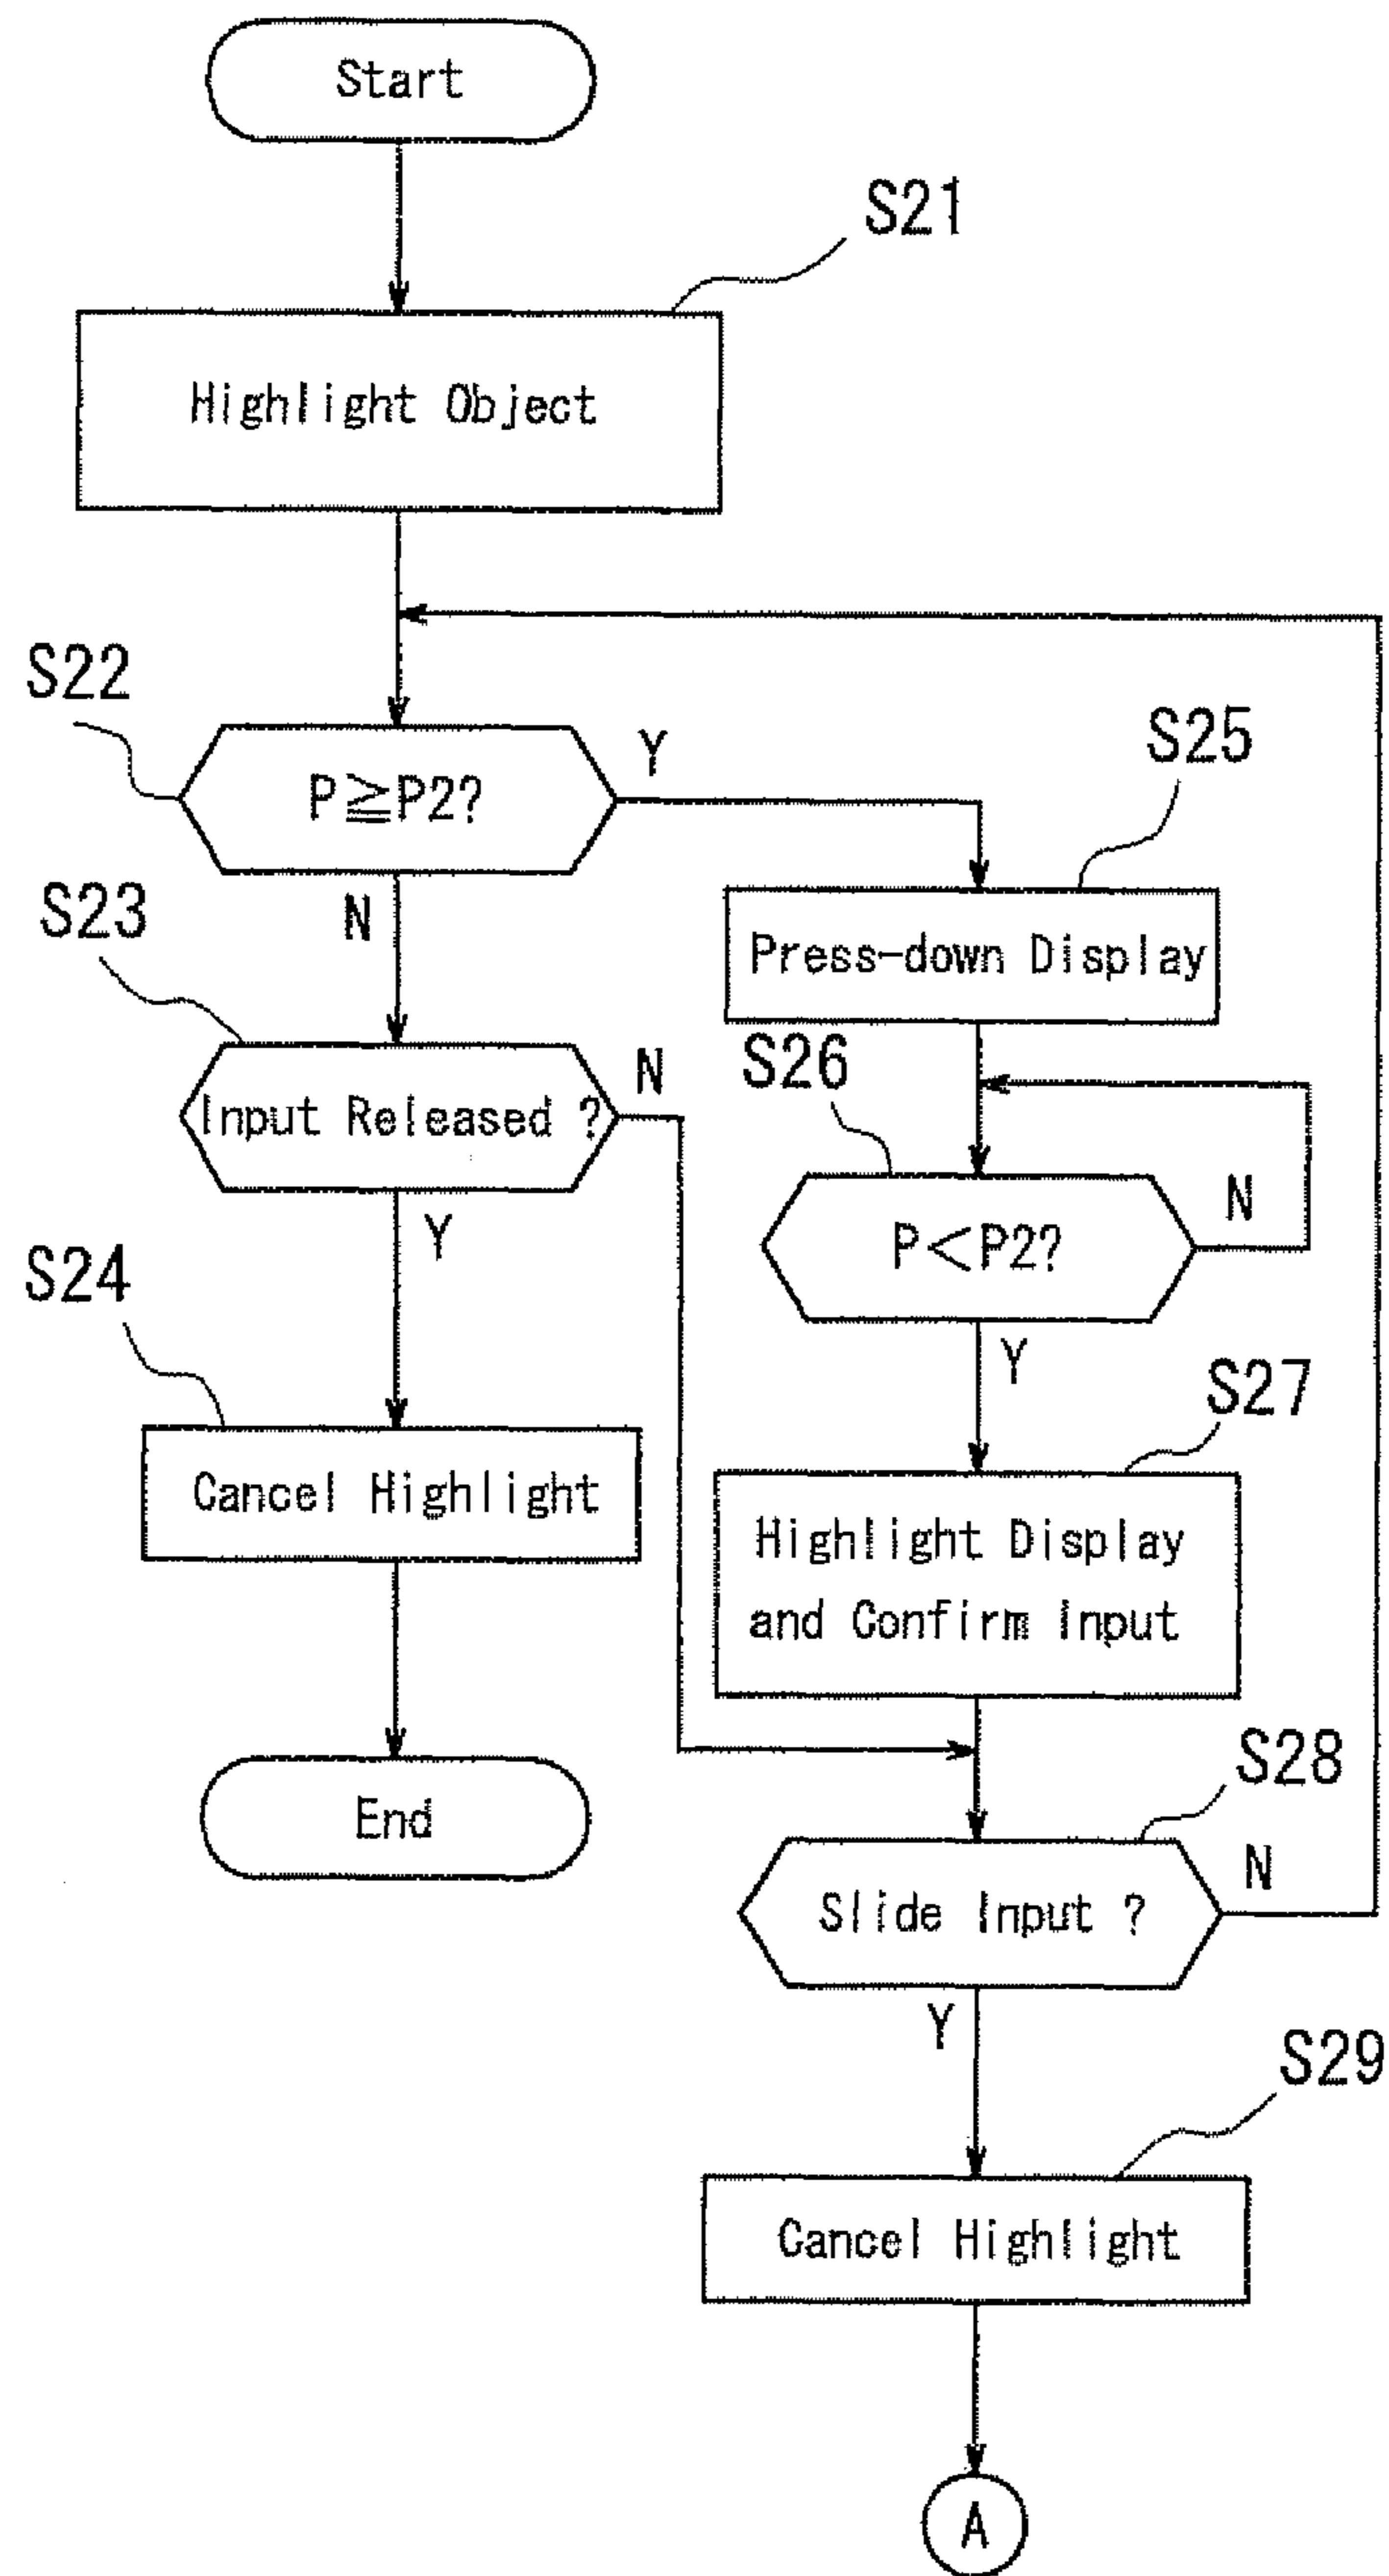 Start
S21
Highlight Object
S22
P≧P2?
Y
N
S25
Press-down Display
S23
Input Released ?
N
Y
S26
P<P2?
N
Y
S24
Cancel Highlight
S27
Highlight Display
and Confirm Input
End
S28
Slide Input ?
N
Y
S29
Cancel Highlight
A